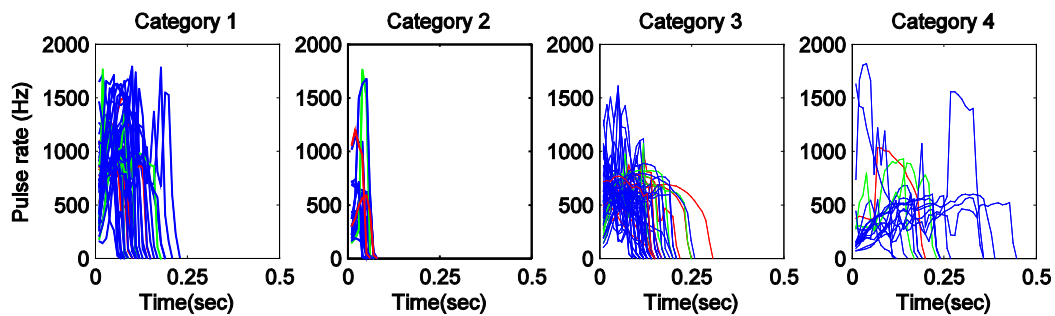 Category 1 Category 2 Category 3 Category 4
Pulse rate (Hz)
2000 2000 2000 2000
1500 1500 1500 1500
1000 1000 1000 1000
500 500 500 500
0 0 0 0
0 0.25 0.5 0 0.25 0.5 0 0.25 0.5 0 0.25 0.5
Time(sec) Time(sec) Time(sec) Time(sec)